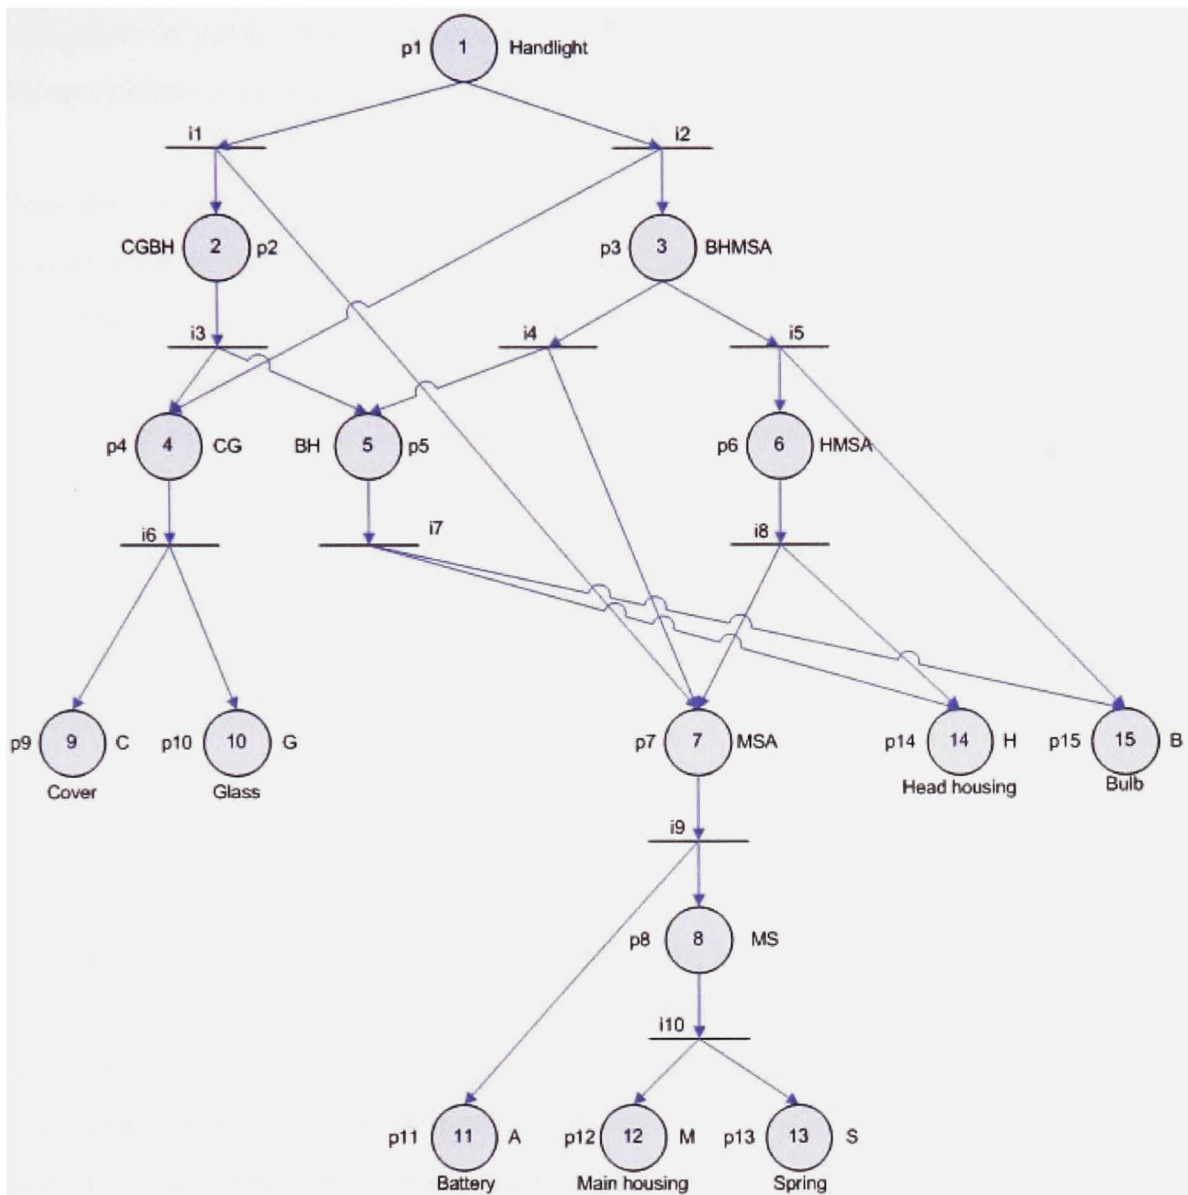 p1 1 Handlight
i1 i2
CGBH 2 p2 p3 3 BHMSA
i3 i4 i5
p4 4 CG BH 5 p5 p6 6 HMSA
i6 i7 i8
p9 9 C p10 10 G p7 7 MSA p14 14 H p15 15 B
Cover Glass Head housing Bulb
i9
p8 8 MS
i10
p11 11 A p12 12 M p13 13 S
Battery Main housing Spring